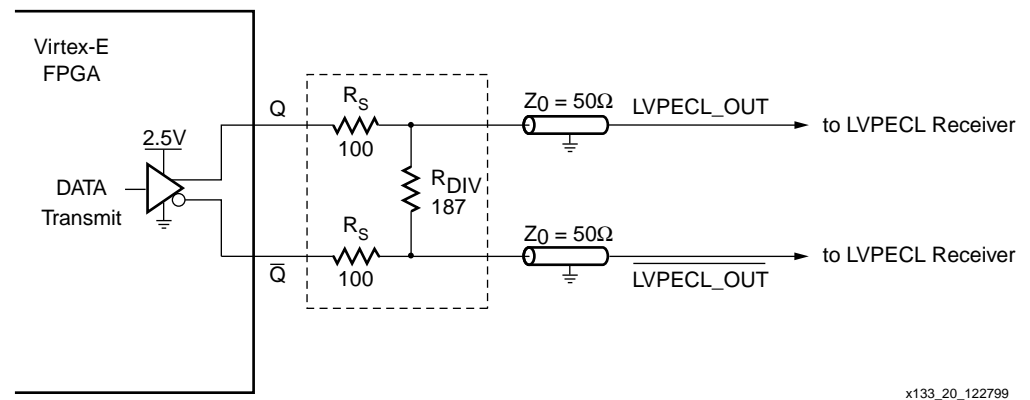 Virtex-E
FPGA
Q
R_S
100
Z0 = 50Ω
LVPECL_OUT
to LVPECL Receiver
2.5V
DATA
Transmit
R_DIV
187
Q̅
R_S
100
Z0 = 50Ω
L̅V̅P̅E̅C̅L̅_̅O̅U̅T̅
to LVPECL Receiver
x133_20_122799